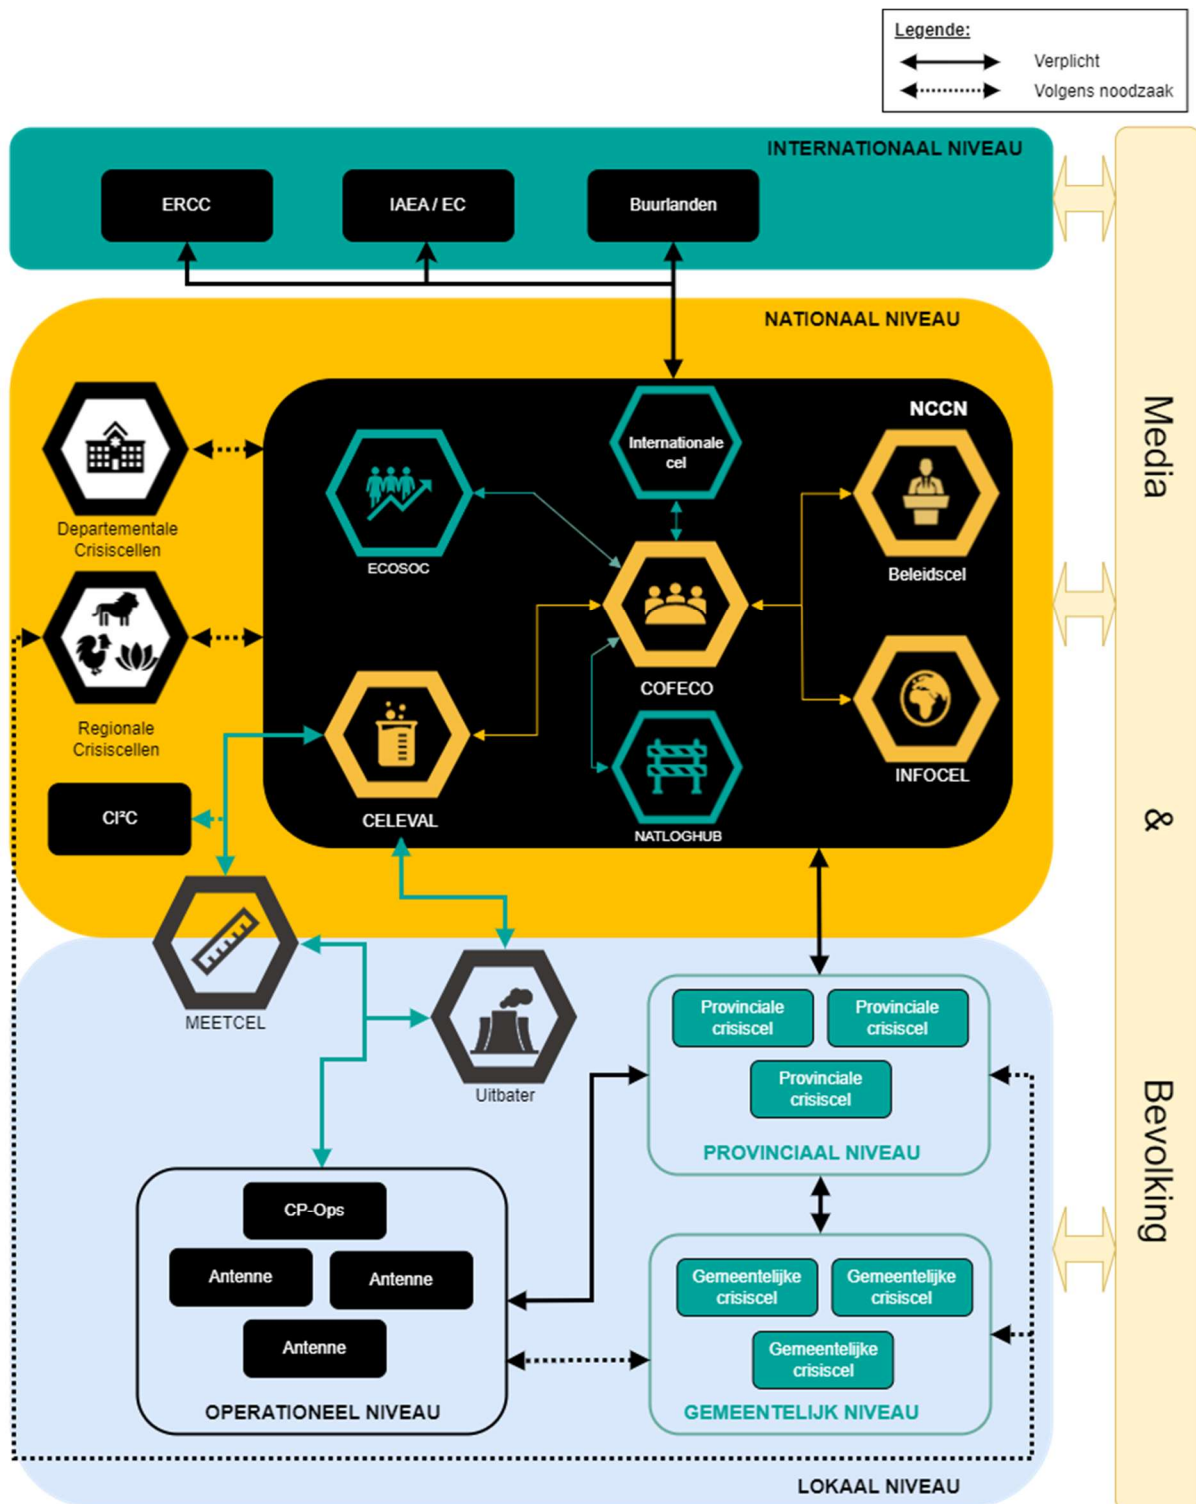 Legende:
Verplicht
Volgens noodzaak
INTERNATIONAAL NIVEAU
ERCC
IAEA / EC
Buurlanden
NATIONAAL NIVEAU
NCCN
Internationale
cel
Departementale
Crisiscellen
ECOSOC
Beleidscel
COFECO
Regionale
Crisiscellen
CI²C
CELEVAL
NATLOGHUB
INFOCEL
MEETCEL
Uitbater
Provinciale
crisiscel
Provinciale
crisiscel
Provinciale
crisiscel
PROVINCIAAL NIVEAU
CP-Ops
Antenne
Antenne
Antenne
OPERATIONEEL NIVEAU
Gemeentelijke
crisiscel
Gemeentelijke
crisiscel
Gemeentelijke
crisiscel
GEMEENTELIJK NIVEAU
LOKAAL NIVEAU
Media & Bevolking